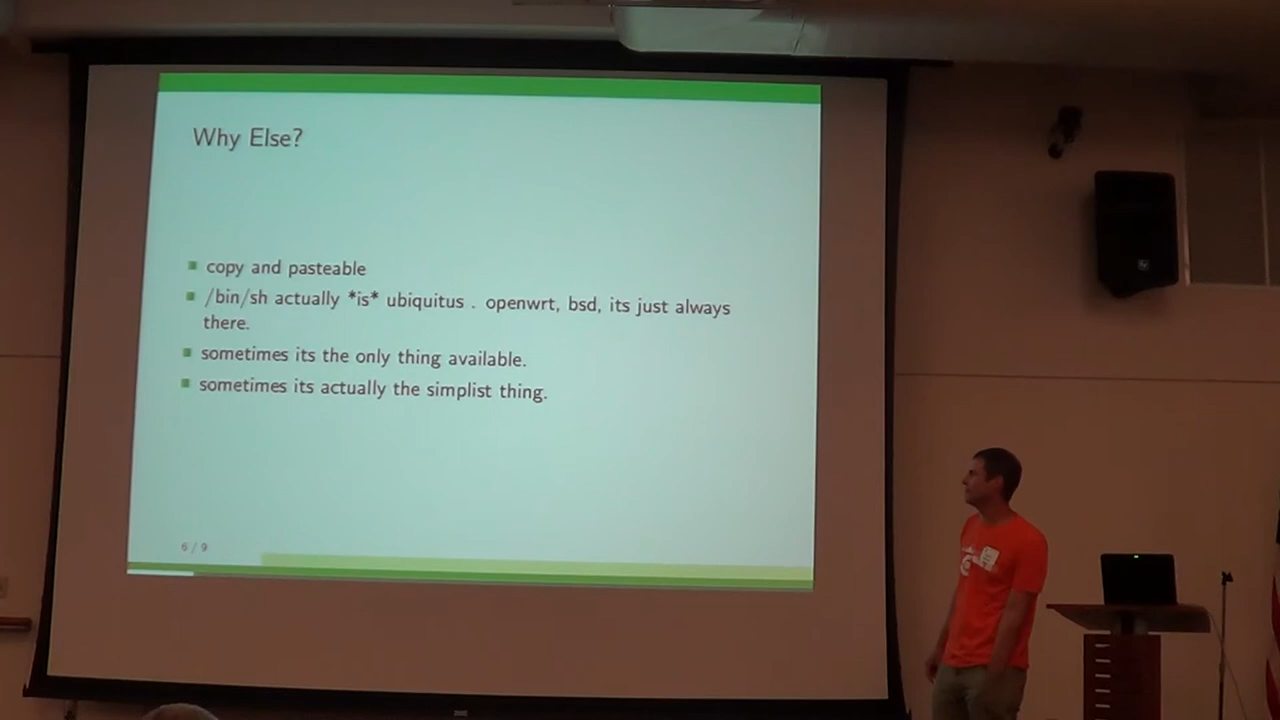 Why Else?
copy and pasteable
/bin/sh actually *is* ubiquitus . openwrt, bsd, its just always
there.
sometimes its the only thing available.
sometimes its actually the simplist thing.
6 / 9